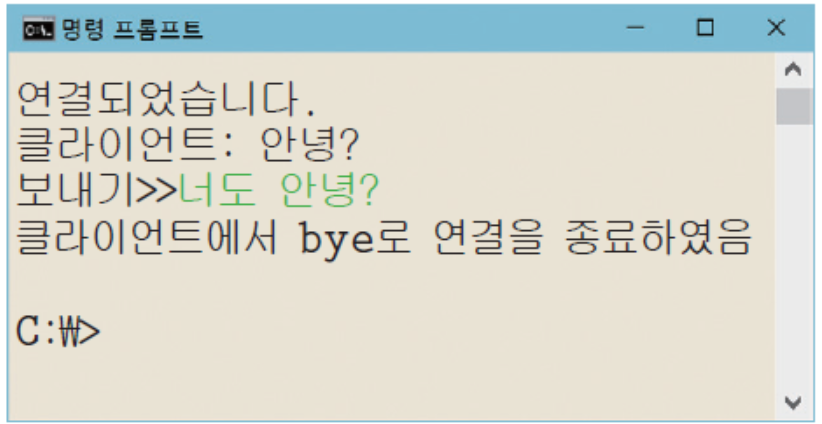 명령 프롬프트
연결되었습니다.
클라이언트: 안녕?
보내기>>너도 안녕?
클라이언트에서 bye로 연결을 종료하였음
C:₩>